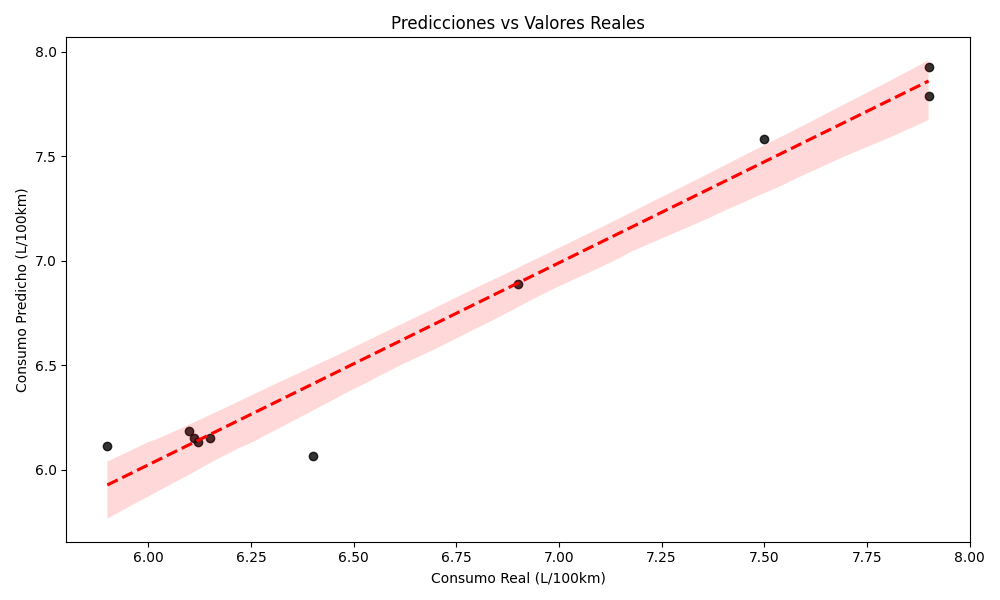 Predicciones vs Valores Reales
8.0
7.5
7.0
6.5
6.0
Consumo Predicho (L/100km)
6.00 6.25 6.50 6.75 7.00 7.25 7.50 7.75 8.00
Consumo Real (L/100km)